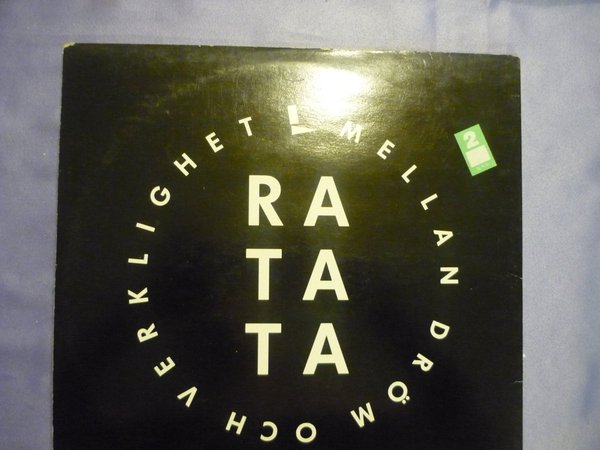 RA
TA
TA
MELLAN DRÖM OCH VERKLIGHET
2